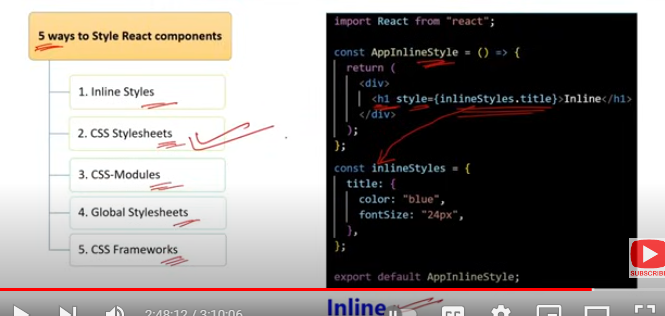 5 ways to Style React components
1. Inline Styles
2. CSS Stylesheets
3. CSS-Modules
4. Global Stylesheets
5. CSS Frameworks
import React from "react";
const AppInlineStyle = () => {
return (
<div>
<h1 style={inlineStyles.title}>Inline</h1>
</div>
);
};
const inlineStyles = {
title: {
color: "blue",
fontSize: "24px",
},
};
export default AppInlineStyle;
Inline
2:48:12 / 3:10:06
SUBSCRIBE